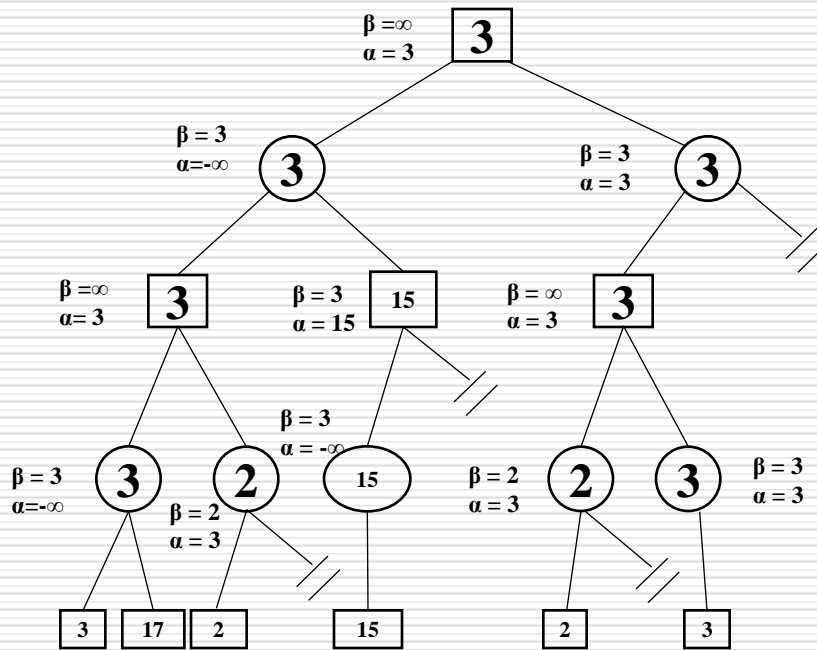 β =∞
α = 3
3
β = 3
α=-∞
3
β = 3
α = 3
3
β =∞
α= 3
3
β = 3
α = 15
15
β = ∞
α = 3
3
β = 3
α=-∞
3
2
β = 2
α = 3
β = 3
α = -∞
15
β = 2
α = 3
2
3
β = 3
α = 3
3
17
2
15
2
3